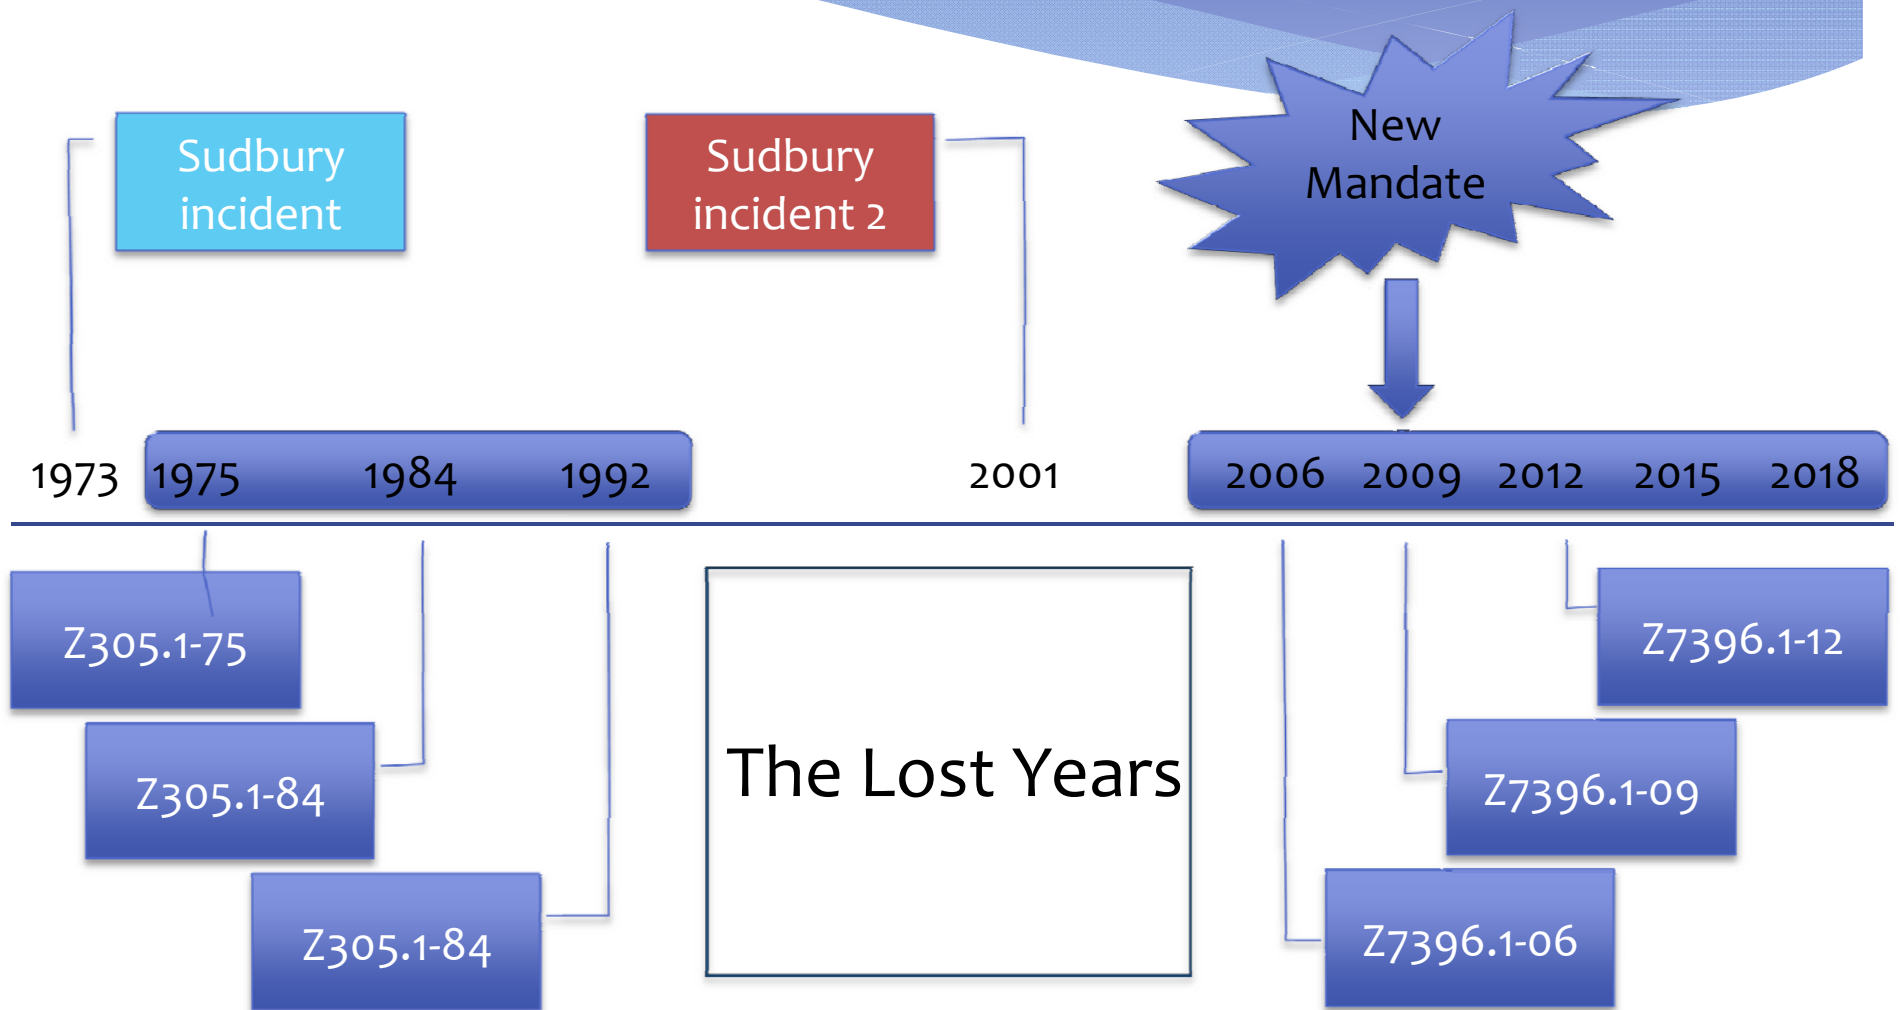 Sudbury
incident
Sudbury
incident 2
New
Mandate
1973 1975 1984 1992 2001 2006 2009 2012 2015 2018
Z305.1-75
Z305.1-84
Z305.1-84
The Lost Years
Z7396.1-12
Z7396.1-09
Z7396.1-06